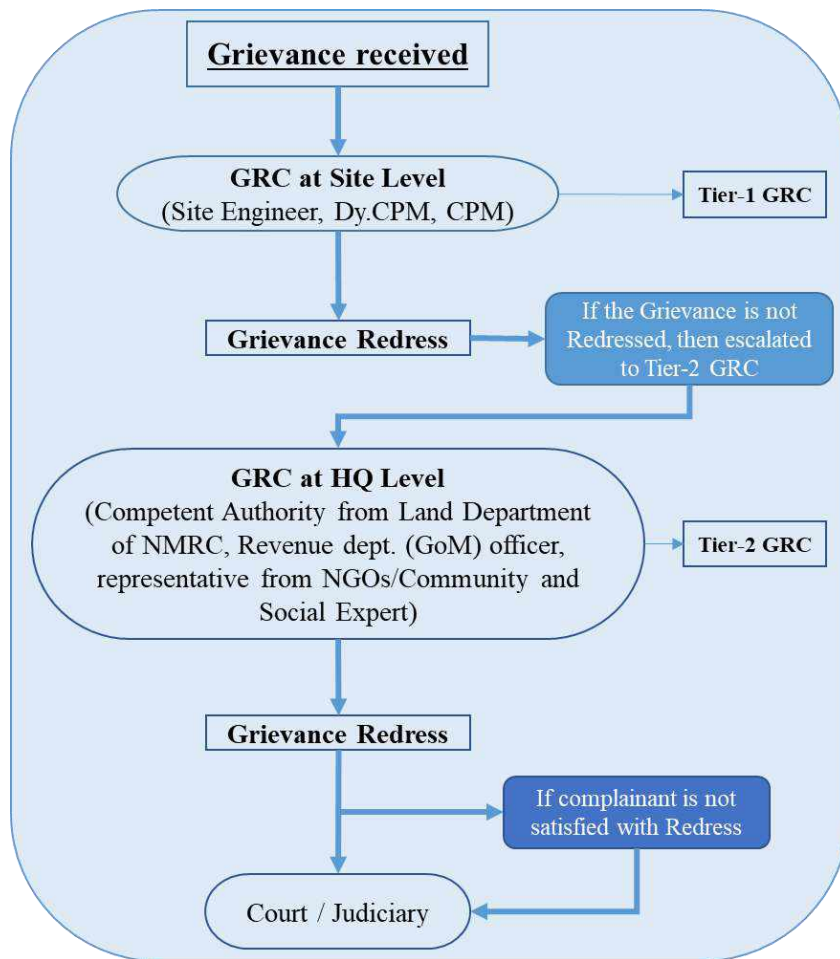 Grievance received
GRC at Site Level
(Site Engineer, Dy.CPM, CPM)
Tier-1 GRC
Grievance Redress
If the Grievance is not
Redressed, then escalated
to Tier-2 GRC
GRC at HQ Level
(Competent Authority from Land Department
of NMRC, Revenue dept. (GoM) officer,
representative from NGOs/Community and
Social Expert)
Tier-2 GRC
Grievance Redress
If complainant is not
satisfied with Redress
Court / Judiciary